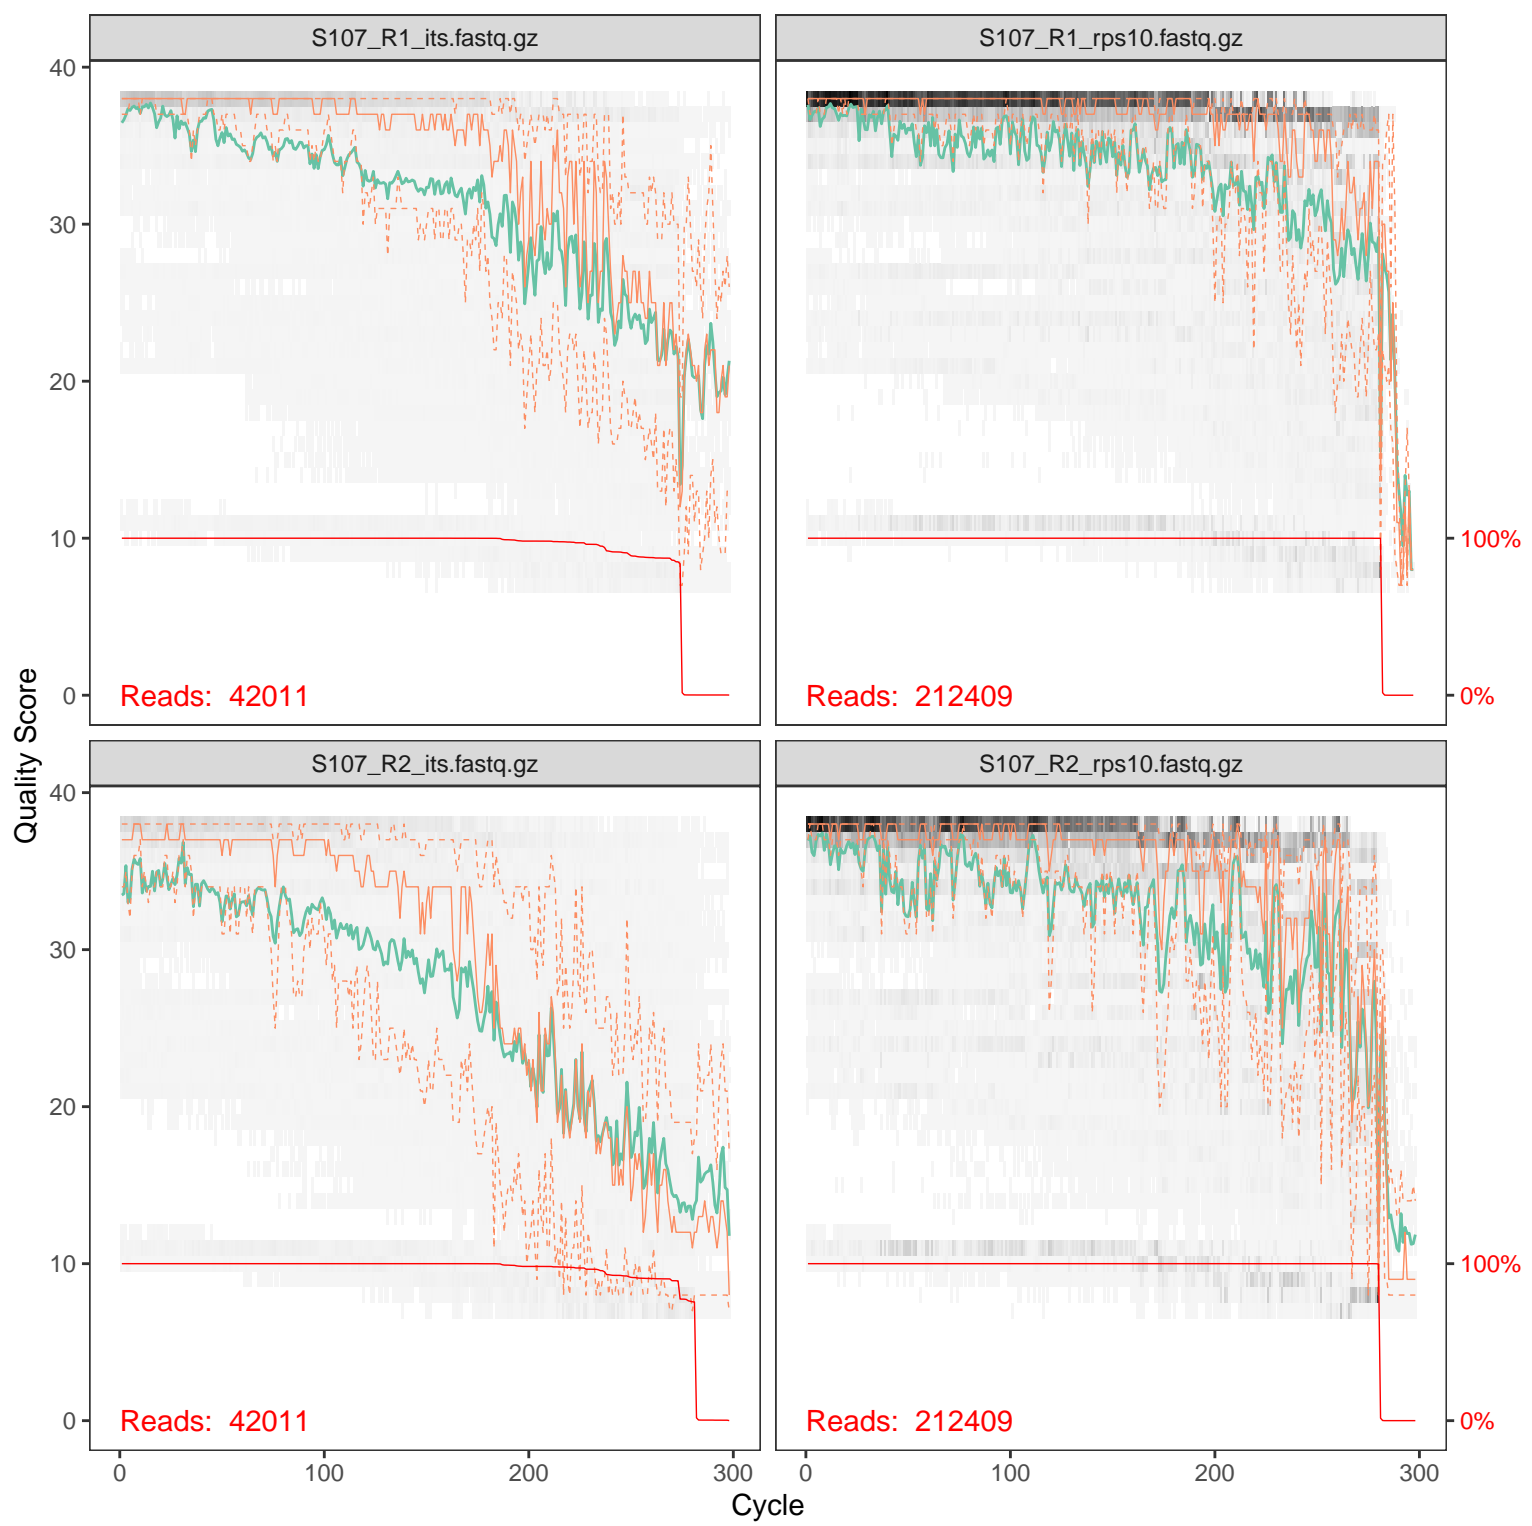 S107_R1_its.fastq.gz
S107_R1_rps10.fastq.gz
40
30
20
10
0
100%
0%
Reads: 42011
Reads: 212409
Quality Score
S107_R2_its.fastq.gz
S107_R2_rps10.fastq.gz
40
30
20
10
0
100%
0%
Reads: 42011
Reads: 212409
0 100 200 300
0 100 200 300
Cycle